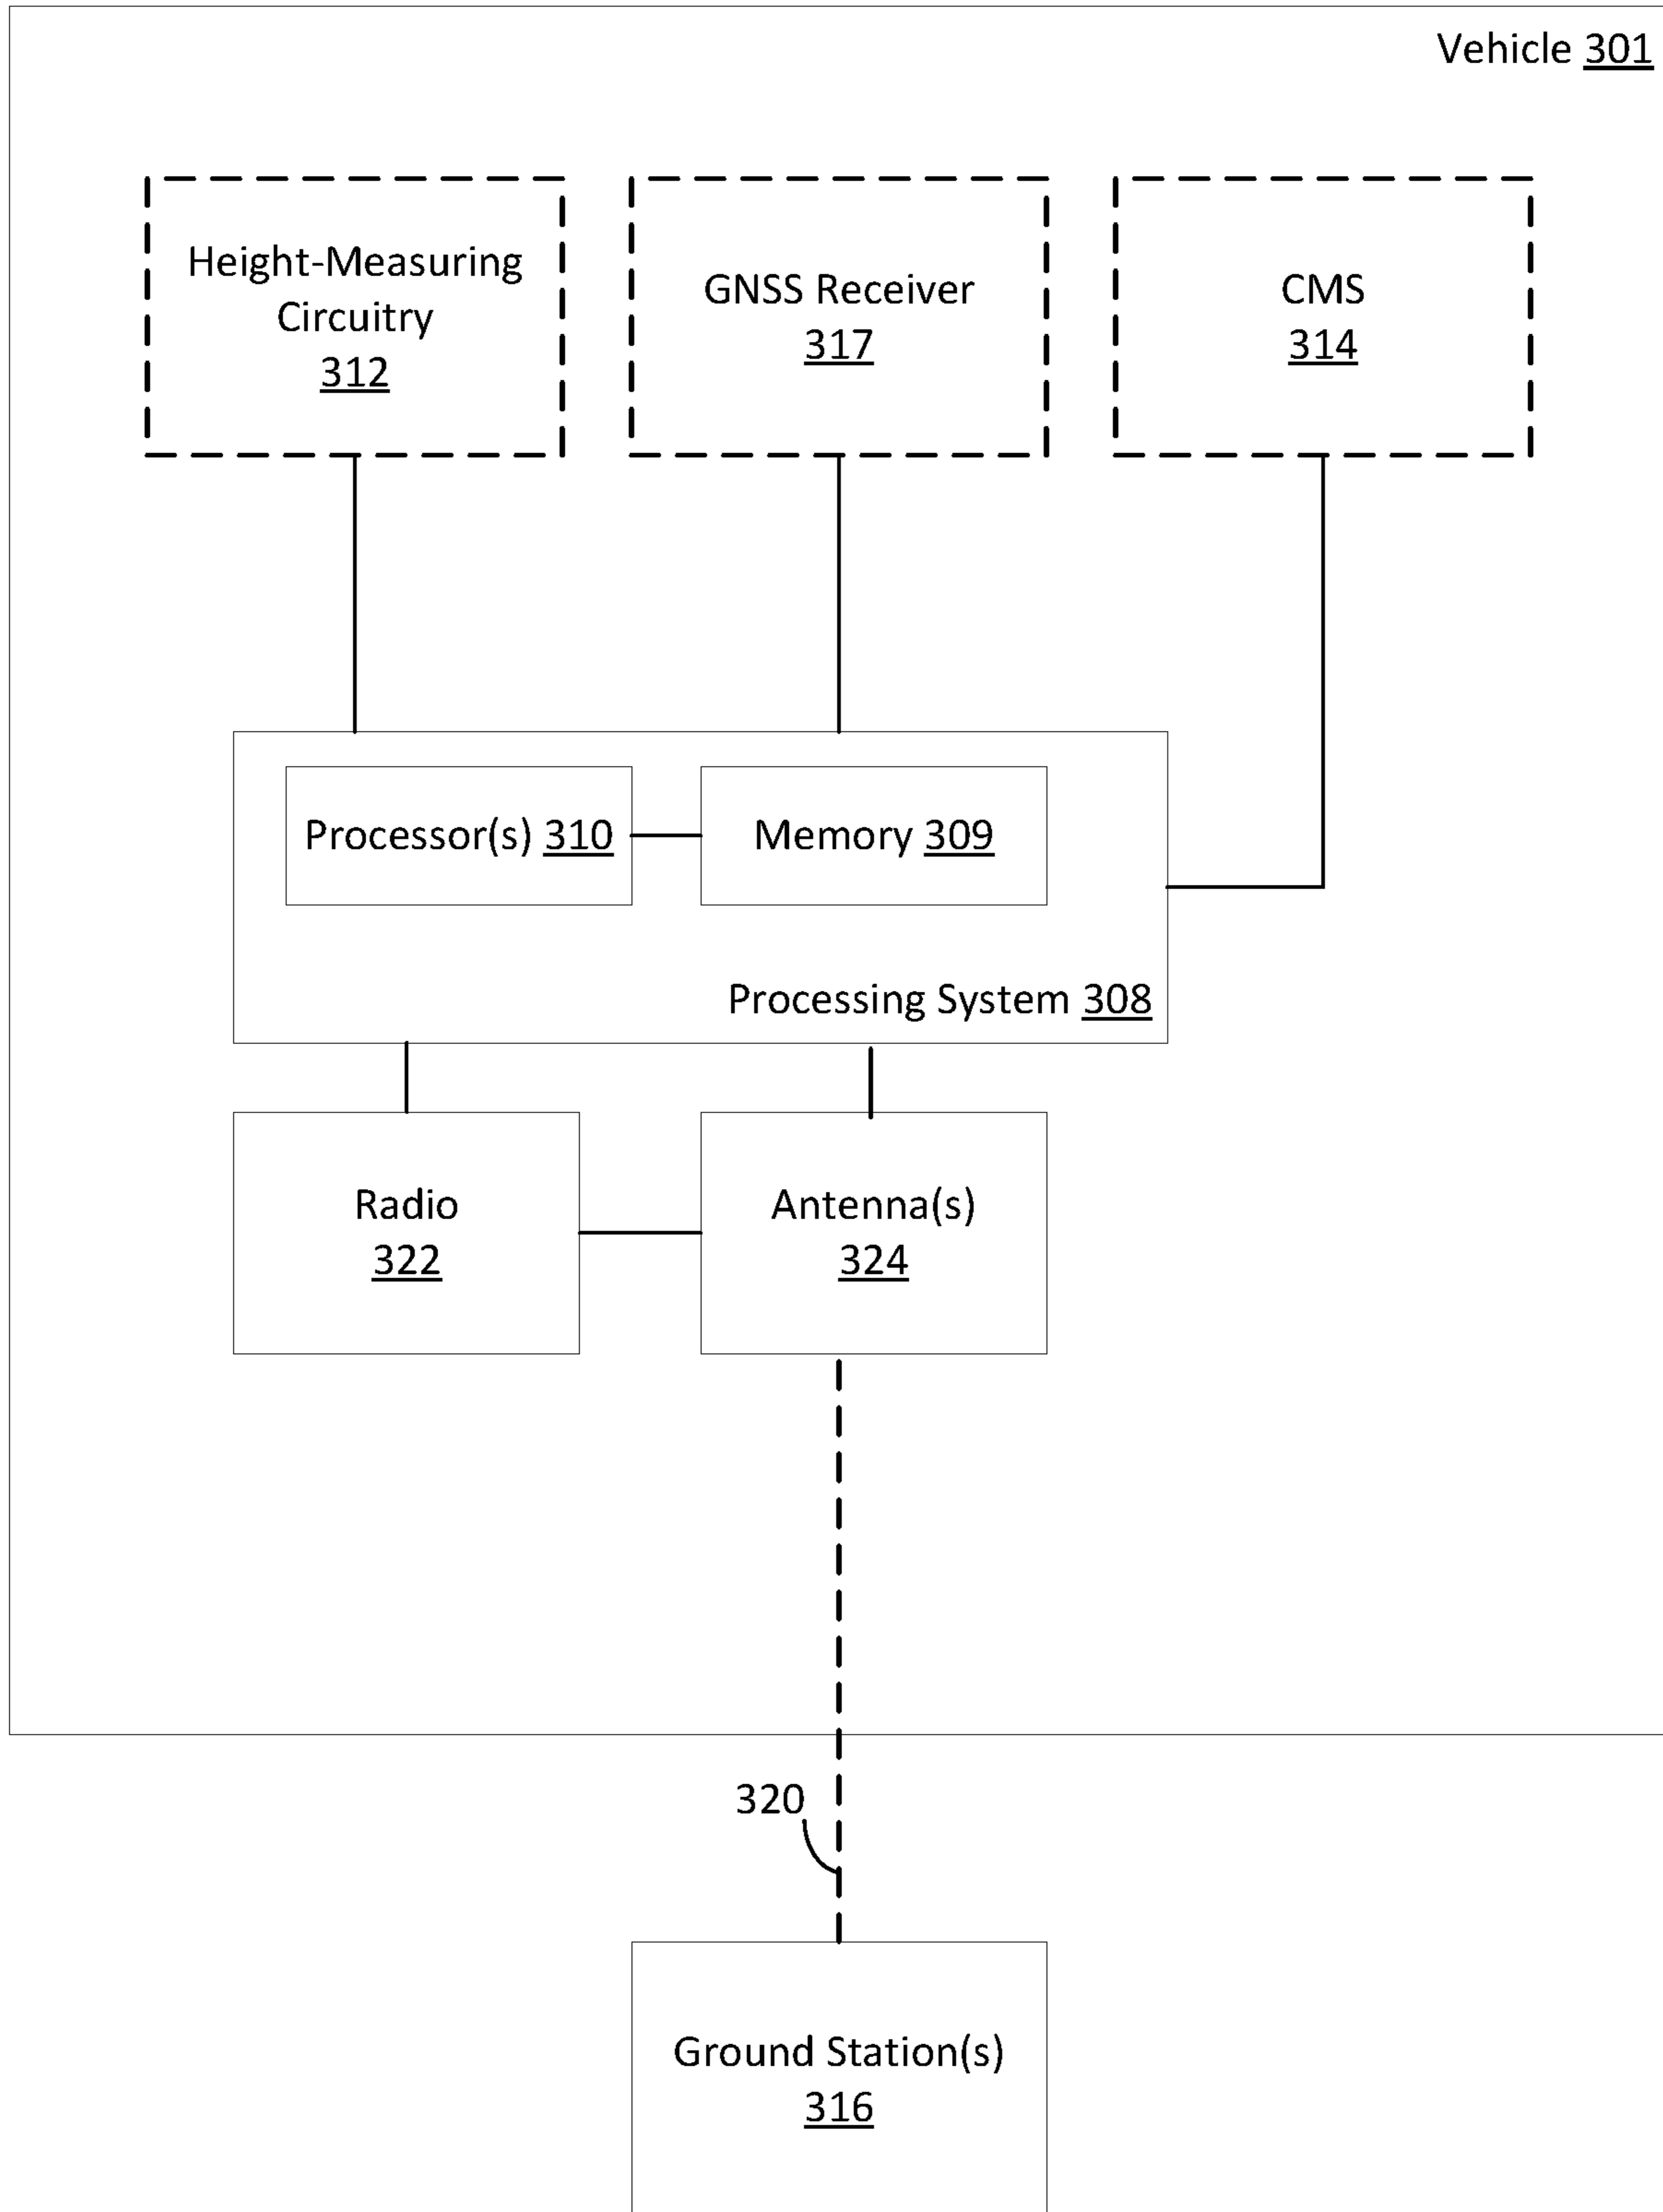 Vehicle 301
Height-Measuring
Circuitry
312
GNSS Receiver
317
CMS
314
Processor(s) 310
Memory 309
Processing System 308
Radio
322
Antenna(s)
324
320
Ground Station(s)
316